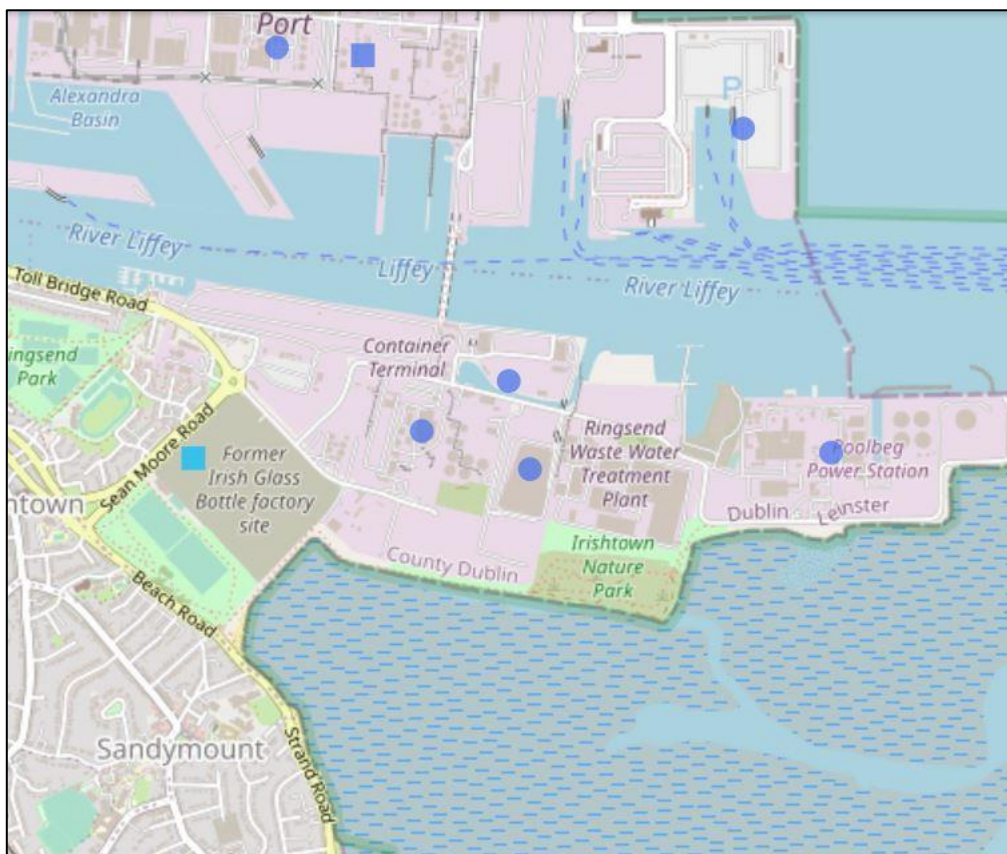 Port
P
Alexandra
Basin
River Liffey
Liffey
River Liffey
Toll Bridge Road
Container
Terminal
ingsend
Park
Sean Moore Road
Former
Irish Glass
Bottle factory
site
Ringsend
Waste Water
Treatment
Plant
Poolbeg
Power Station
Dublin
Leinster
ntown
County Dublin
Irishtown
Nature
Park
Beach Road
Strand Road
Sandymount